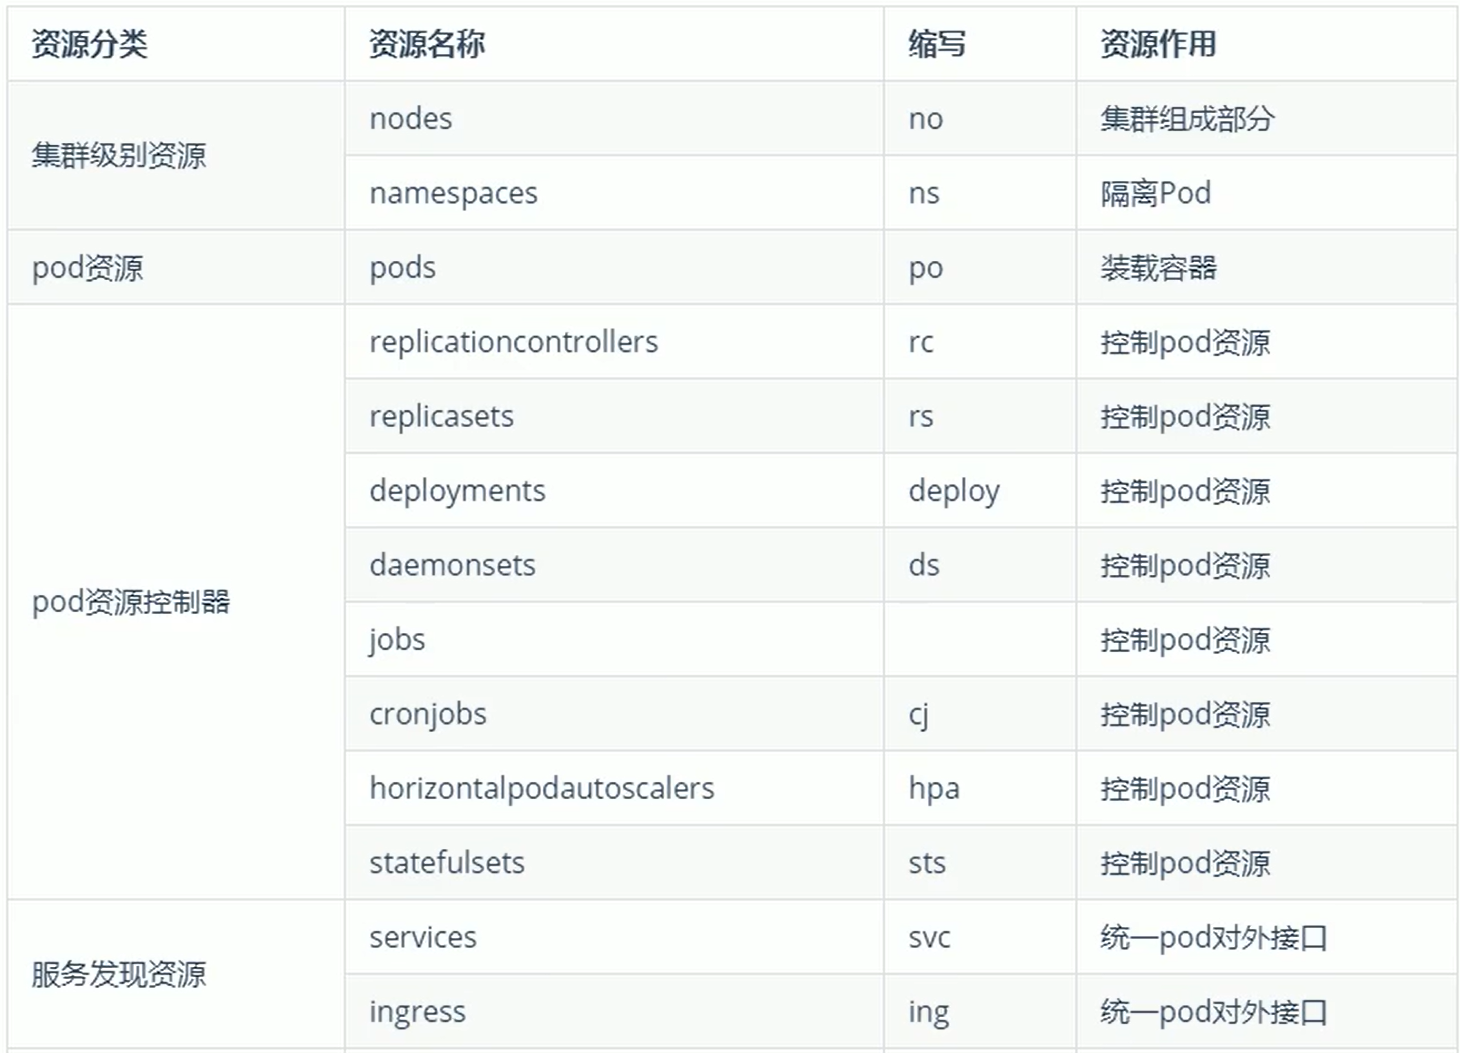 资源分类 资源名称 缩写 资源作用
集群级别资源 nodes no 集群组成部分
namespaces ns 隔离Pod
pod资源 pods po 装载容器
pod资源控制器 replicationcontrollers rc 控制pod资源
replicasets rs 控制pod资源
deployments deploy 控制pod资源
daemonsets ds 控制pod资源
jobs 控制pod资源
cronjobs cj 控制pod资源
horizontalpodautoscalers hpa 控制pod资源
statefulsets sts 控制pod资源
服务发现资源 services svc 统一pod对外接口
ingress ing 统一pod对外接口